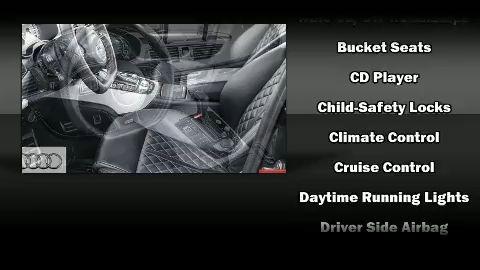 Bucket Seats
CD Player
Child-Safety Locks
Climate Control
Cruise Control
Daytime Running Lights
Driver Side Airbag